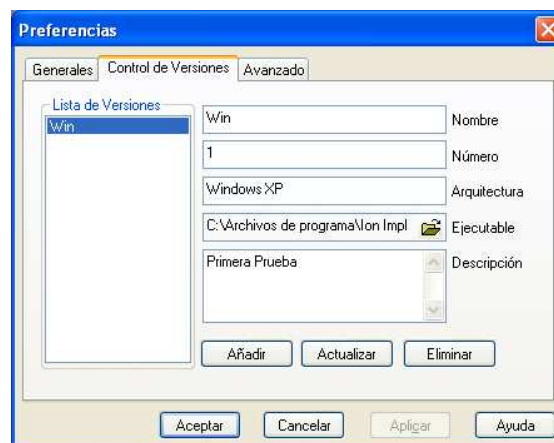 Preferencias
Generales Control de Versiones Avanzado
Lista de Versiones
Win
Win Nombre
1 Número
Windows XP Arquitectura
C:\Archivos de programa\Ion Impl Ejecutable
Primera Prueba Descripción
Añadir Actualizar Eliminar
Aceptar Cancelar Aplicar Ayuda